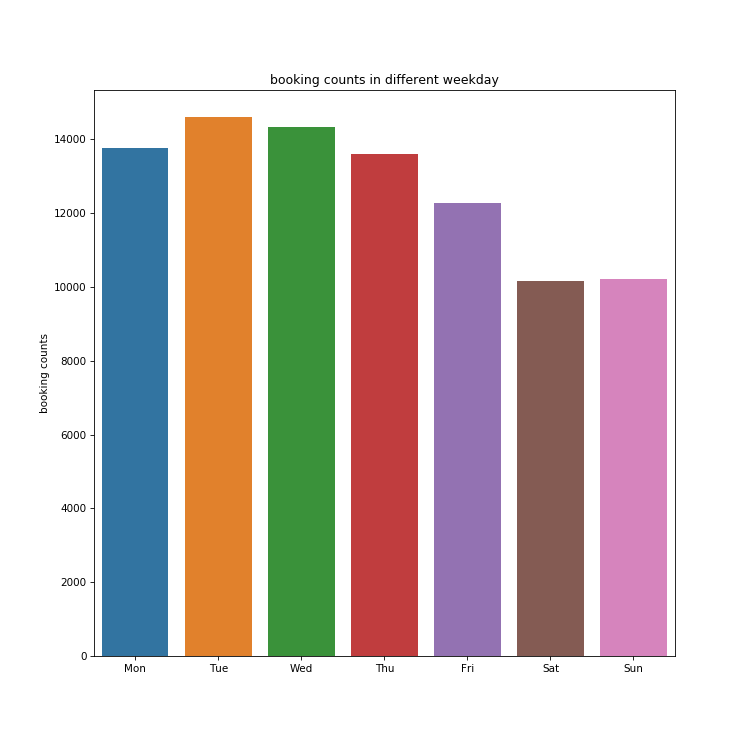 booking counts in different weekday
booking counts
14000
12000
10000
8000
6000
4000
2000
0
Mon Tue Wed Thu Fri Sat Sun